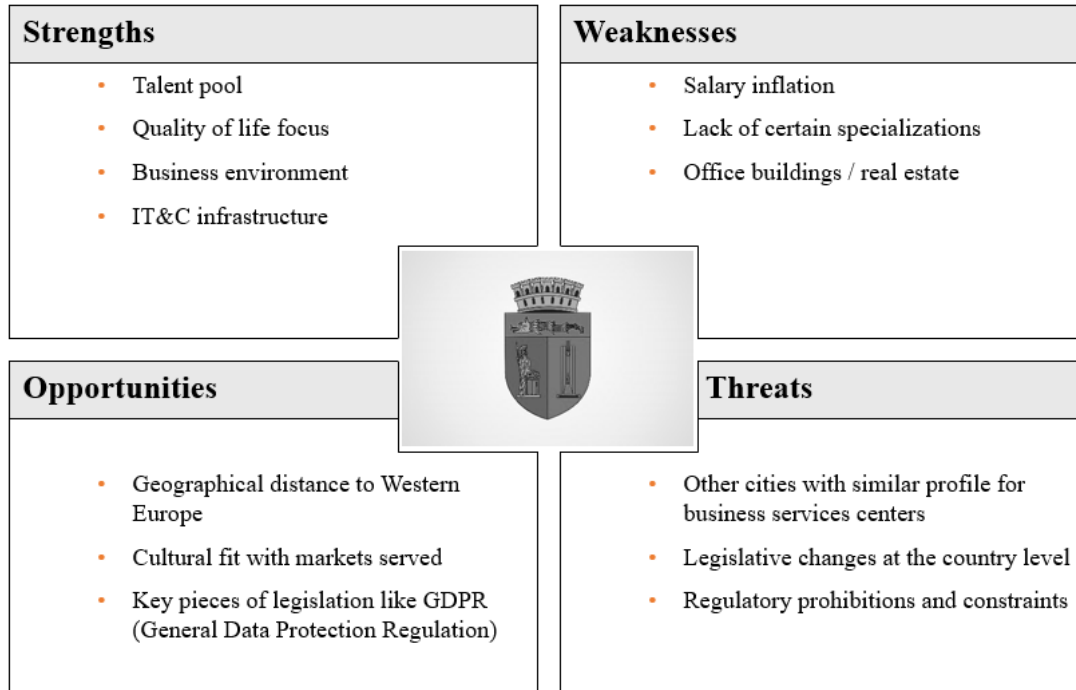 Strengths
• Talent pool
• Quality of life focus
• Business environment
• IT&C infrastructure
Weaknesses
• Salary inflation
• Lack of certain specializations
• Office buildings / real estate
Opportunities
• Geographical distance to Western
Europe
• Cultural fit with markets served
• Key pieces of legislation like GDPR
(General Data Protection Regulation)
Threats
• Other cities with similar profile for
business services centers
• Legislative changes at the country level
• Regulatory prohibitions and constraints